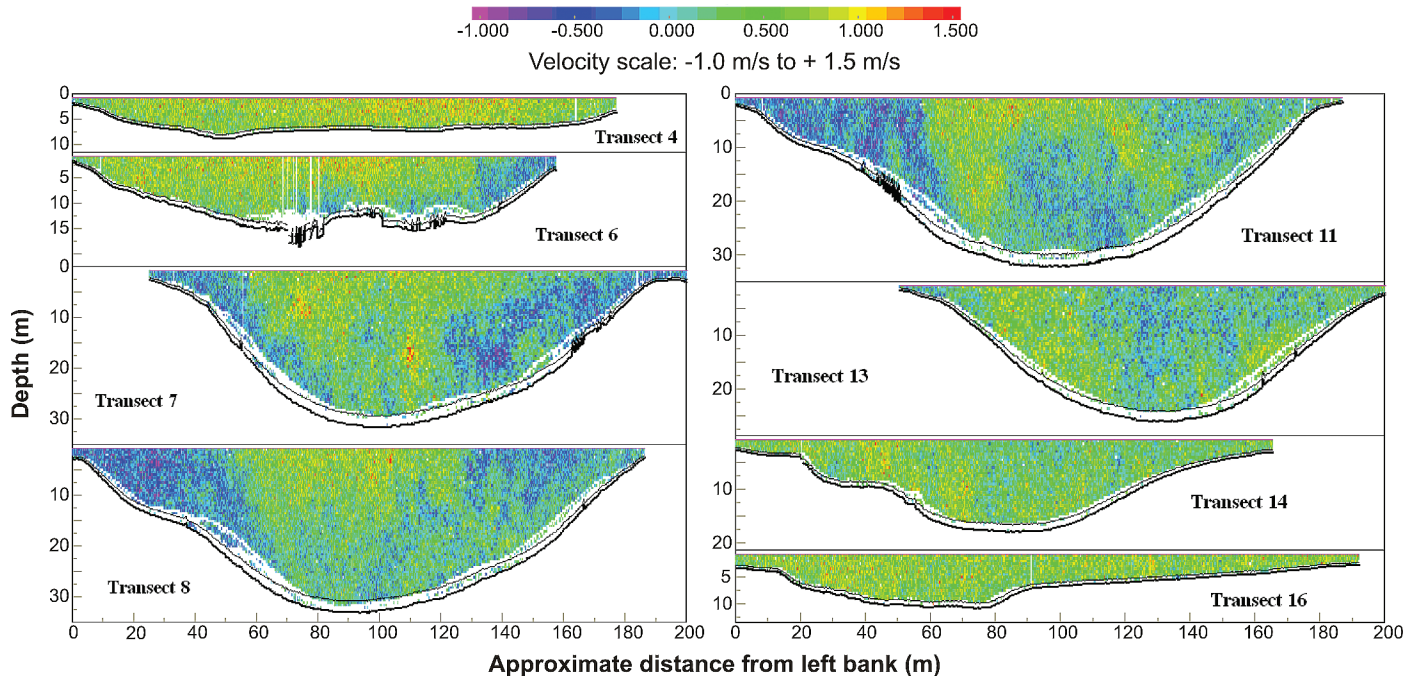 -1.000 -0.500 0.000 0.500 1.000 1.500
Velocity scale: -1.0 m/s to + 1.5 m/s
Depth (m)
0
5
10
Transect 4
5
10
15
Transect 6
0
10
20
30
Transect 7
10
20
30
Transect 8
0 20 40 60 80 100 120 140 160 180 200
0
10
20
30
Transect 11
10
20
Transect 13
10
20
Transect 14
5
10
Transect 16
0 20 40 60 80 100 120 140 160 180 200
Approximate distance from left bank (m)